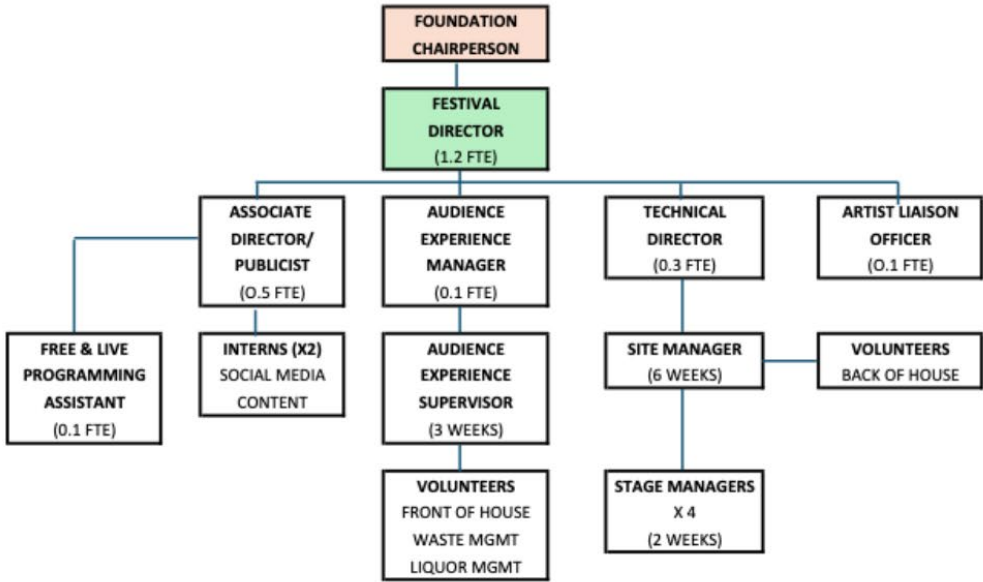 FOUNDATION
CHAIRPERSON
FESTIVAL
DIRECTOR
(1.2 FTE)
ASSOCIATE
DIRECTOR/
PUBLICIST
(O.5 FTE)
AUDIENCE
EXPERIENCE
MANAGER
(0.1 FTE)
TECHNICAL
DIRECTOR
(0.3 FTE)
ARTIST LIAISON
OFFICER
(O.1 FTE)
FREE & LIVE
PROGRAMMING
ASSISTANT
(0.1 FTE)
INTERNS (X2)
SOCIAL MEDIA
CONTENT
AUDIENCE
EXPERIENCE
SUPERVISOR
(3 WEEKS)
SITE MANAGER
(6 WEEKS)
VOLUNTEERS
BACK OF HOUSE
VOLUNTEERS
FRONT OF HOUSE
WASTE MGMT
LIQUOR MGMT
STAGE MANAGERS
X 4
(2 WEEKS)